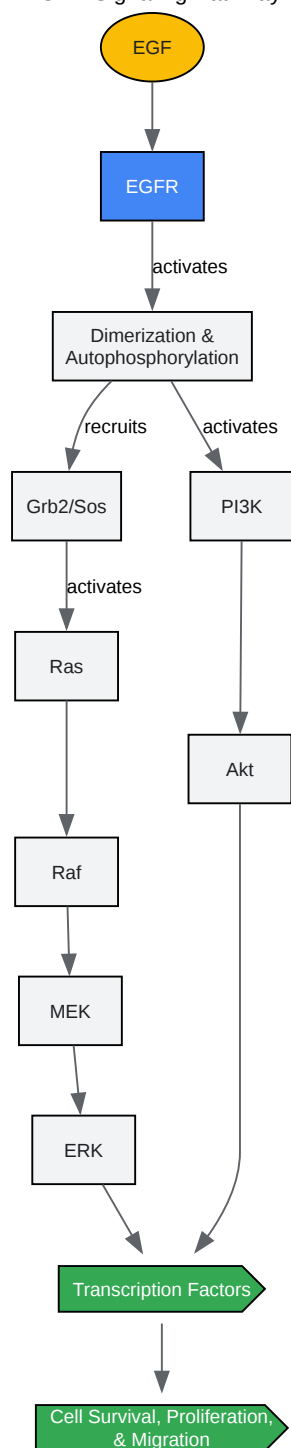 EGF
EGFR
activates
Dimerization &
Autophosphorylation
recruits
activates
Grb2/Sos
PI3K
activates
Ras
Akt
Raf
MEK
ERK
Transcription Factors
Cell Survival, Proliferation,
& Migration